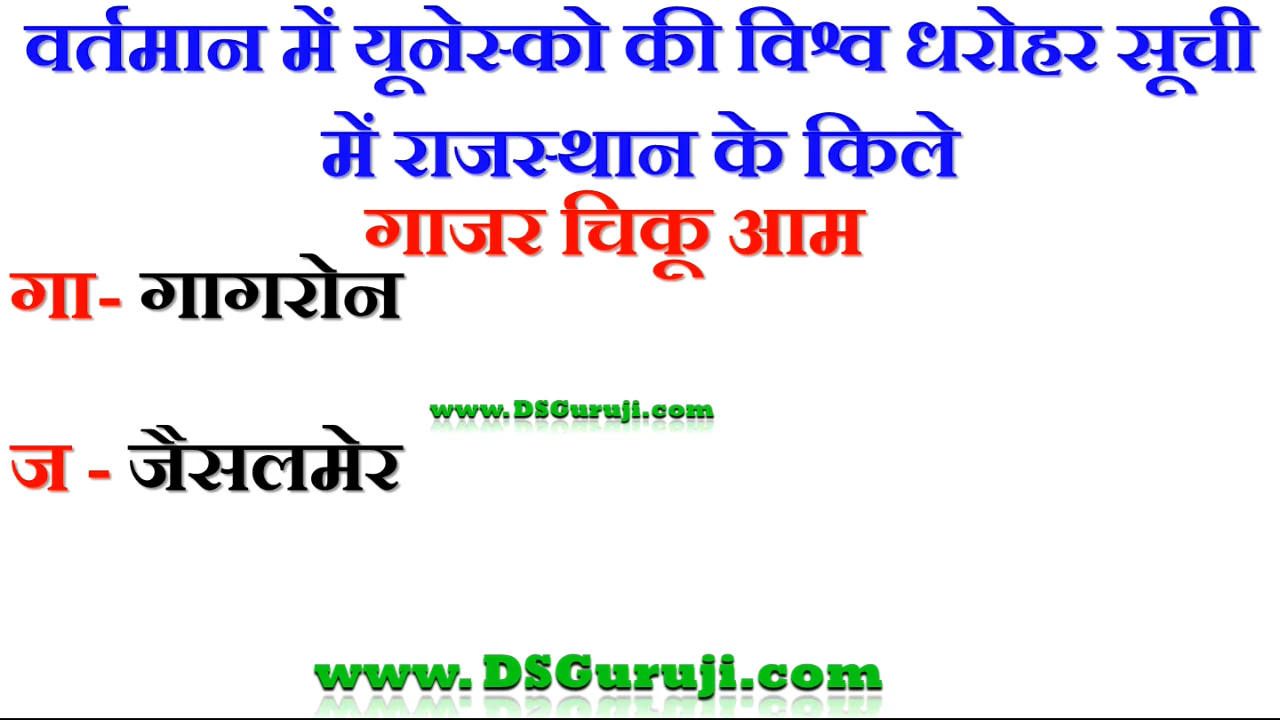 वर्तमान में यूनेस्को की विश्व धरोहर सूची
में राजस्थान के किले
गाजर चिकू आम
गा- गागरोन
www.DSGuruji.com
ज - जैसलमेर
www.DSGuruji.com